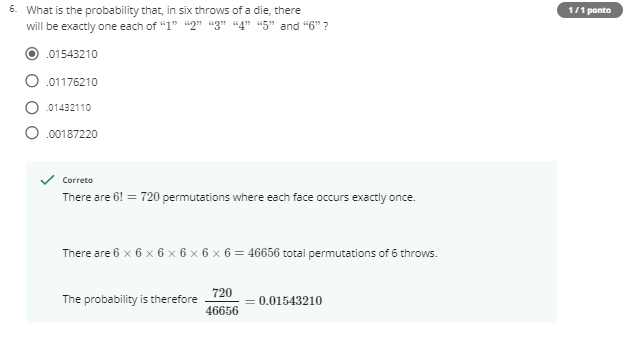 6. What is the probability that, in six throws of a die, there
1 / 1 ponto
will be exactly one each of “1” “2” “3” “4” “5” and “6” ?
.01543210
.01176210
.01432110
.00187220
Correto
There are 6! = 720 permutations where each face occurs exactly once.
There are 6 × 6 × 6 × 6 × 6 × 6 = 46656 total permutations of 6 throws.
The probability is therefore 720/46656 = 0.01543210